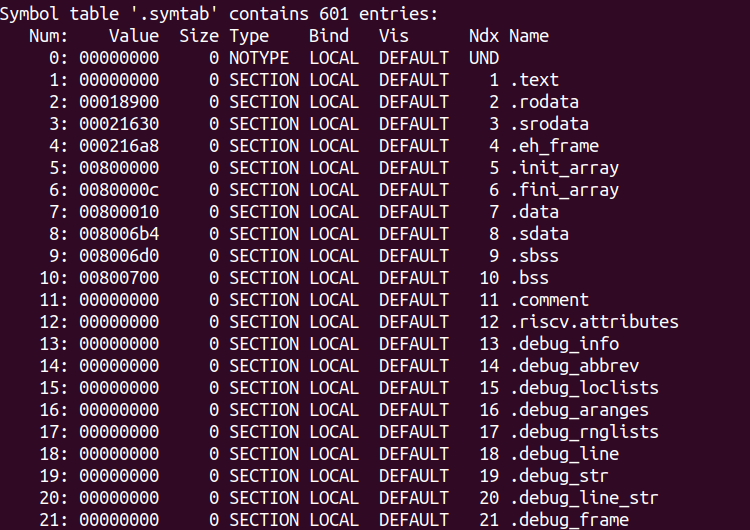 Symbol table '.symtab' contains 601 entries:
   Num:    Value  Size Type    Bind   Vis      Ndx Name
     0: 00000000     0 NOTYPE  LOCAL  DEFAULT  UND
     1: 00000000     0 SECTION LOCAL  DEFAULT    1 .text
     2: 00018900     0 SECTION LOCAL  DEFAULT    2 .rodata
     3: 00021630     0 SECTION LOCAL  DEFAULT    3 .srodata
     4: 000216a8     0 SECTION LOCAL  DEFAULT    4 .eh_frame
     5: 00800000     0 SECTION LOCAL  DEFAULT    5 .init_array
     6: 0080000c     0 SECTION LOCAL  DEFAULT    6 .fini_array
     7: 00800010     0 SECTION LOCAL  DEFAULT    7 .data
     8: 008006b4     0 SECTION LOCAL  DEFAULT    8 .sdata
     9: 008006d0     0 SECTION LOCAL  DEFAULT    9 .sbss
    10: 00800700     0 SECTION LOCAL  DEFAULT   10 .bss
    11: 00000000     0 SECTION LOCAL  DEFAULT   11 .comment
    12: 00000000     0 SECTION LOCAL  DEFAULT   12 .riscv.attributes
    13: 00000000     0 SECTION LOCAL  DEFAULT   13 .debug_info
    14: 00000000     0 SECTION LOCAL  DEFAULT   14 .debug_abbrev
    15: 00000000     0 SECTION LOCAL  DEFAULT   15 .debug_loclists
    16: 00000000     0 SECTION LOCAL  DEFAULT   16 .debug_aranges
    17: 00000000     0 SECTION LOCAL  DEFAULT   17 .debug_rnglists
    18: 00000000     0 SECTION LOCAL  DEFAULT   18 .debug_line
    19: 00000000     0 SECTION LOCAL  DEFAULT   19 .debug_str
    20: 00000000     0 SECTION LOCAL  DEFAULT   20 .debug_line_str
    21: 00000000     0 SECTION LOCAL  DEFAULT   21 .debug_frame